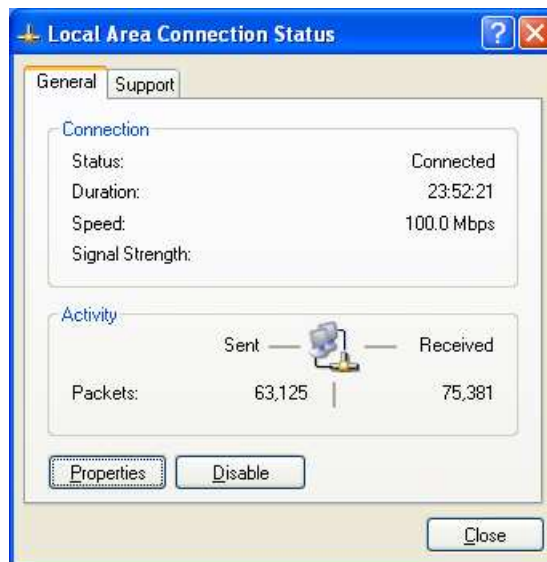 Local Area Connection Status
General Support
Connection
Status: Connected
Duration: 23:52:21
Speed: 100.0 Mbps
Signal Strength:
Activity
Sent Received
Packets: 63,125 75,381
Properties Disable
Close